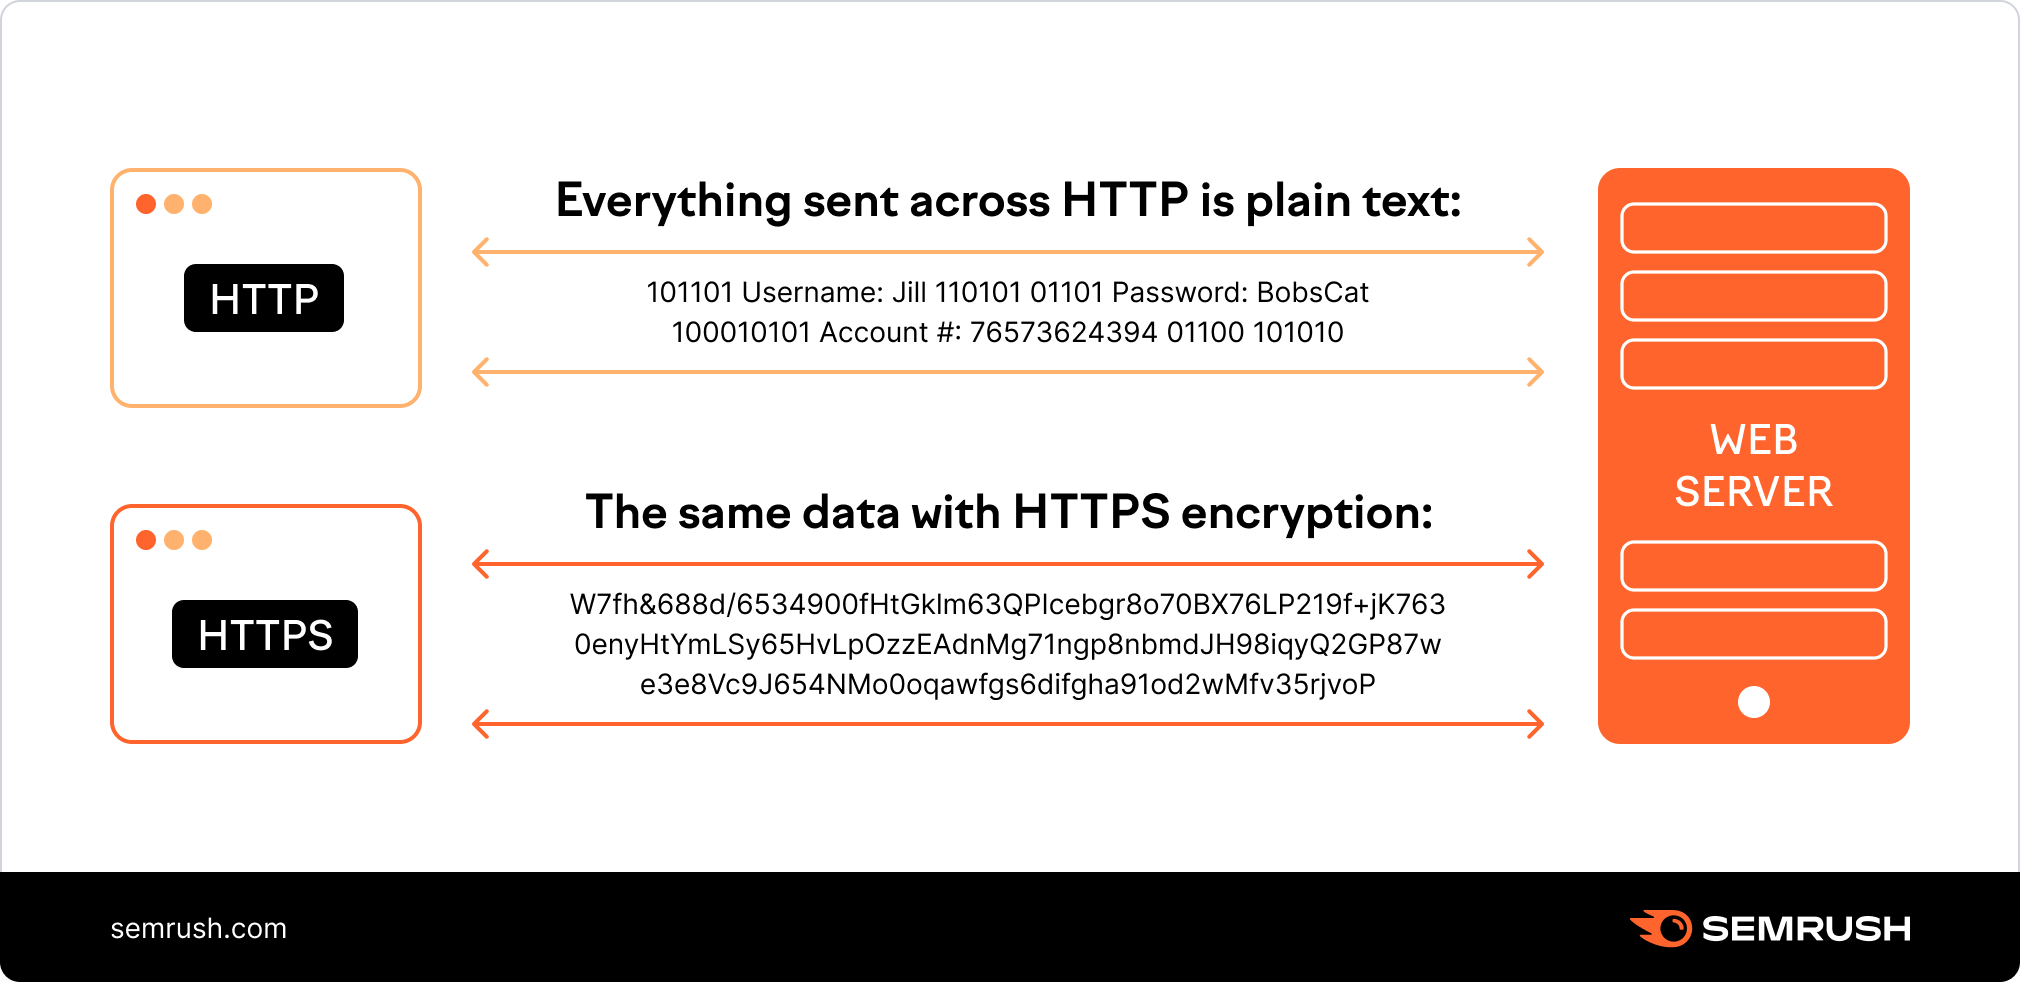 HTTP
Everything sent across HTTP is plain text:
101101 Username: Jill 110101 01101 Password: BobsCat
100010101 Account #: 76573624394 01100 101010
HTTPS
The same data with HTTPS encryption:
W7fh&688d/6534900fHtGkIm63QPIcebgr8o70BX76LP219f+jK763
0enyHtYmLSy65HvLpOzzEAdnMg71ngp8nbmdJH98iqyQ2GP87w
e3e8Vc9J654NMo0oqawfgs6difgha91od2wMfv35rjvoP
WEB
SERVER
semrush.com
SEMRUSH